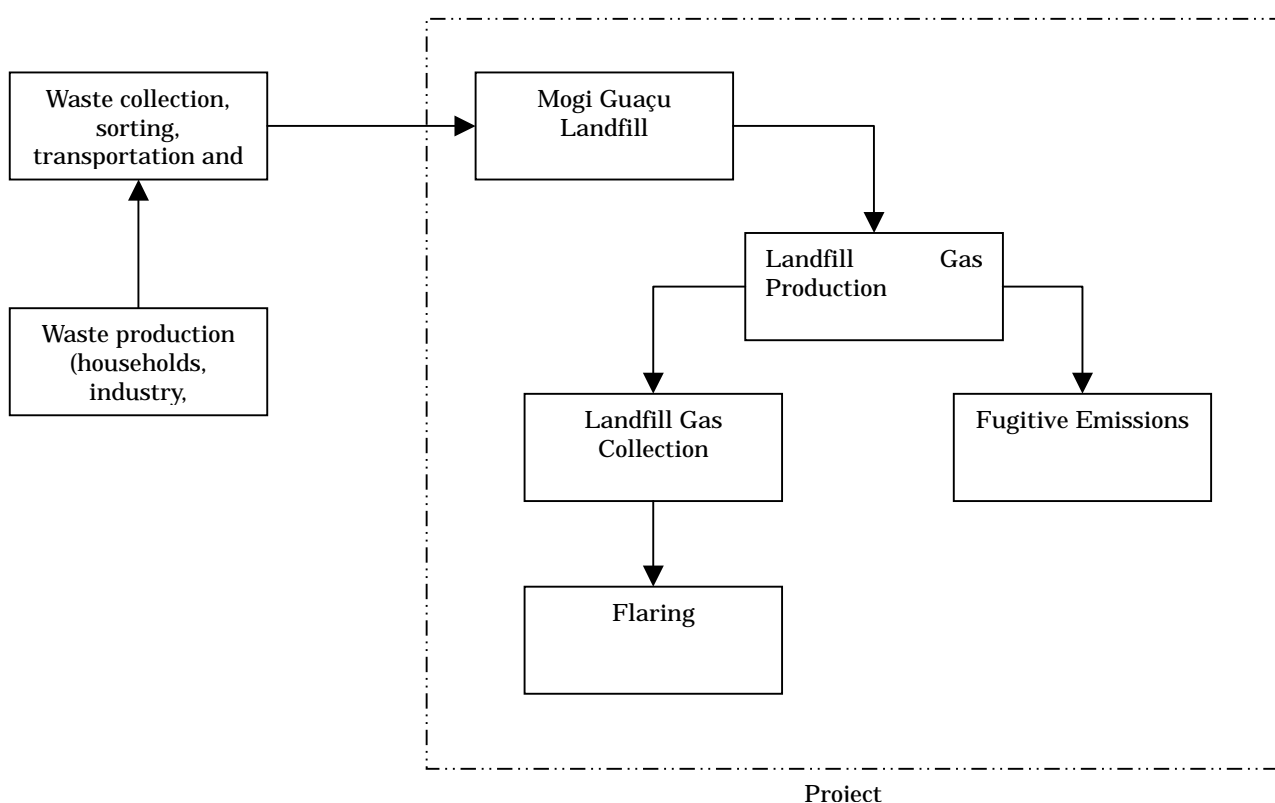 Waste collection,
sorting,
transportation and
Mogi Guaçu
Landfill
Landfill Gas
Production
Waste production
(households,
industry,
Landfill Gas
Collection
Fugitive Emissions
Flaring
Project